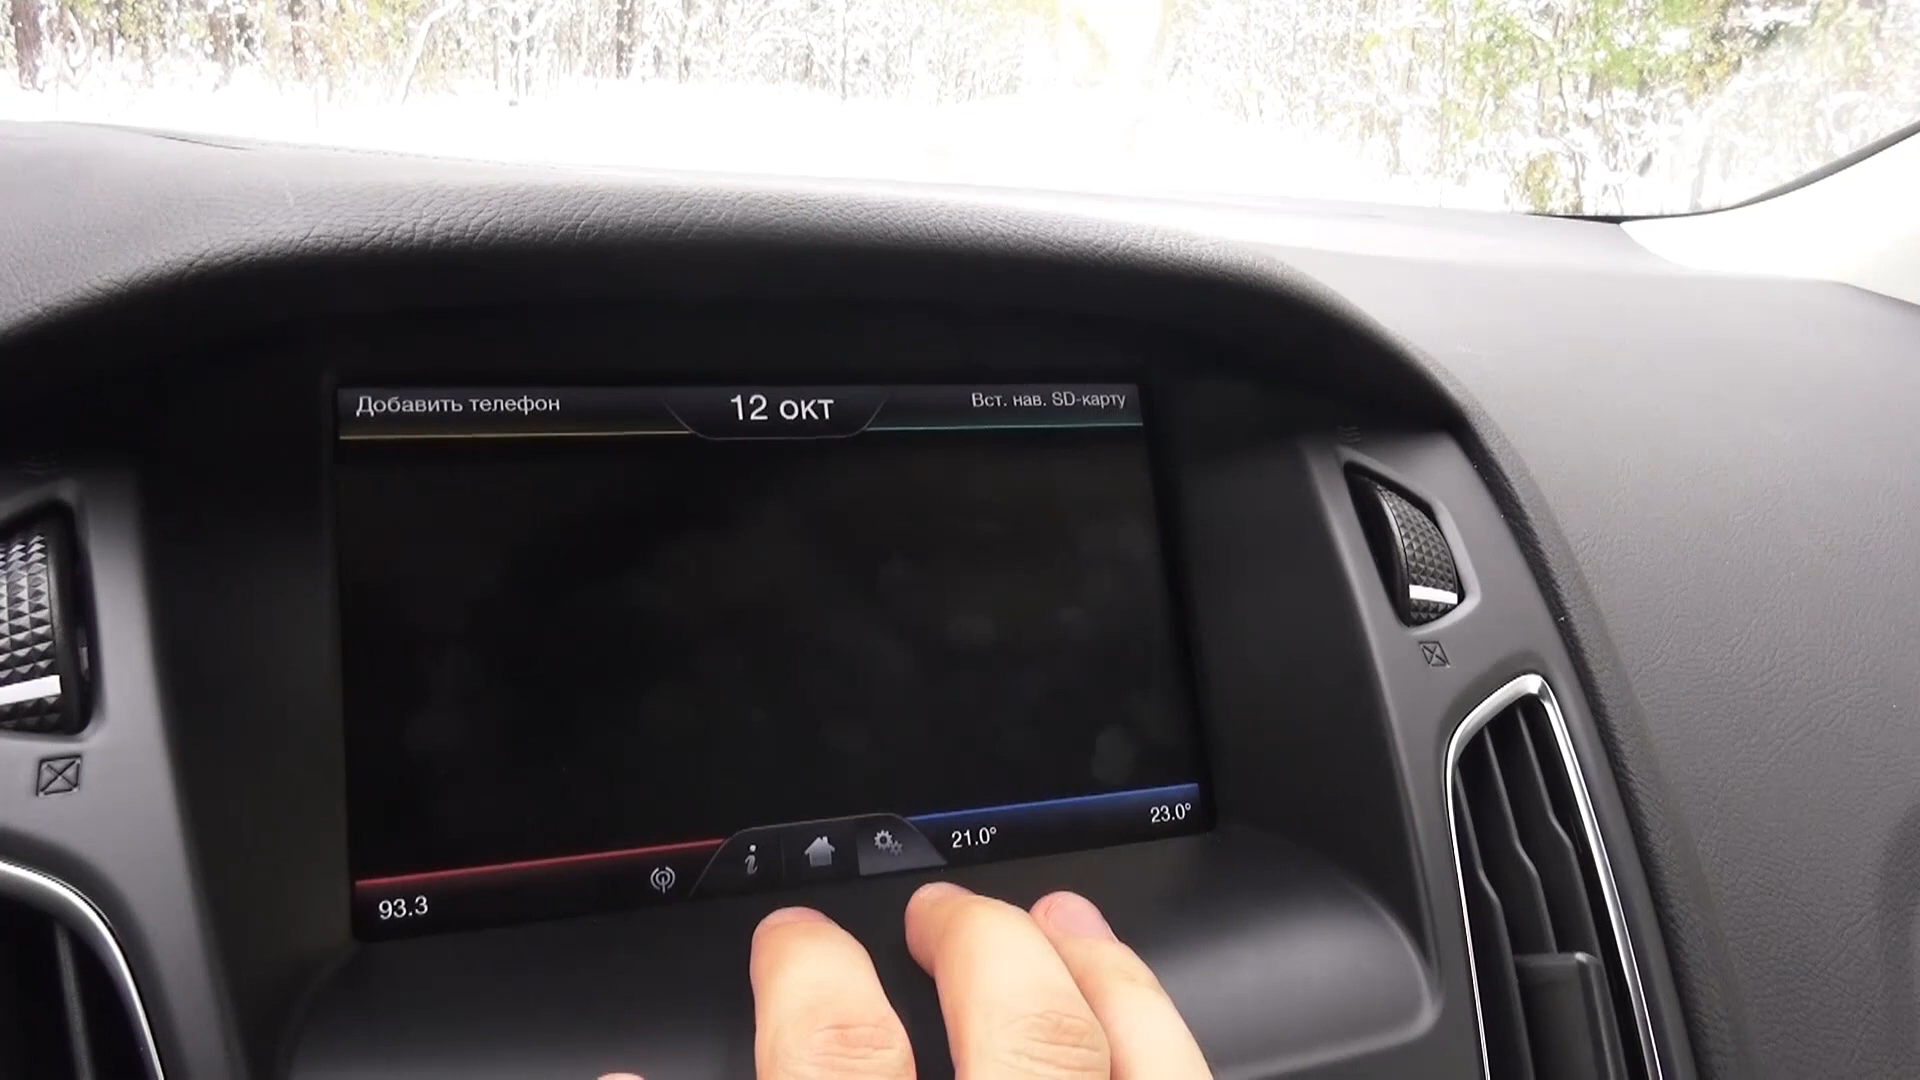 Добавить телефон
12 окт
Вст. нав. SD-карту
21.0°
23.0°
93.3